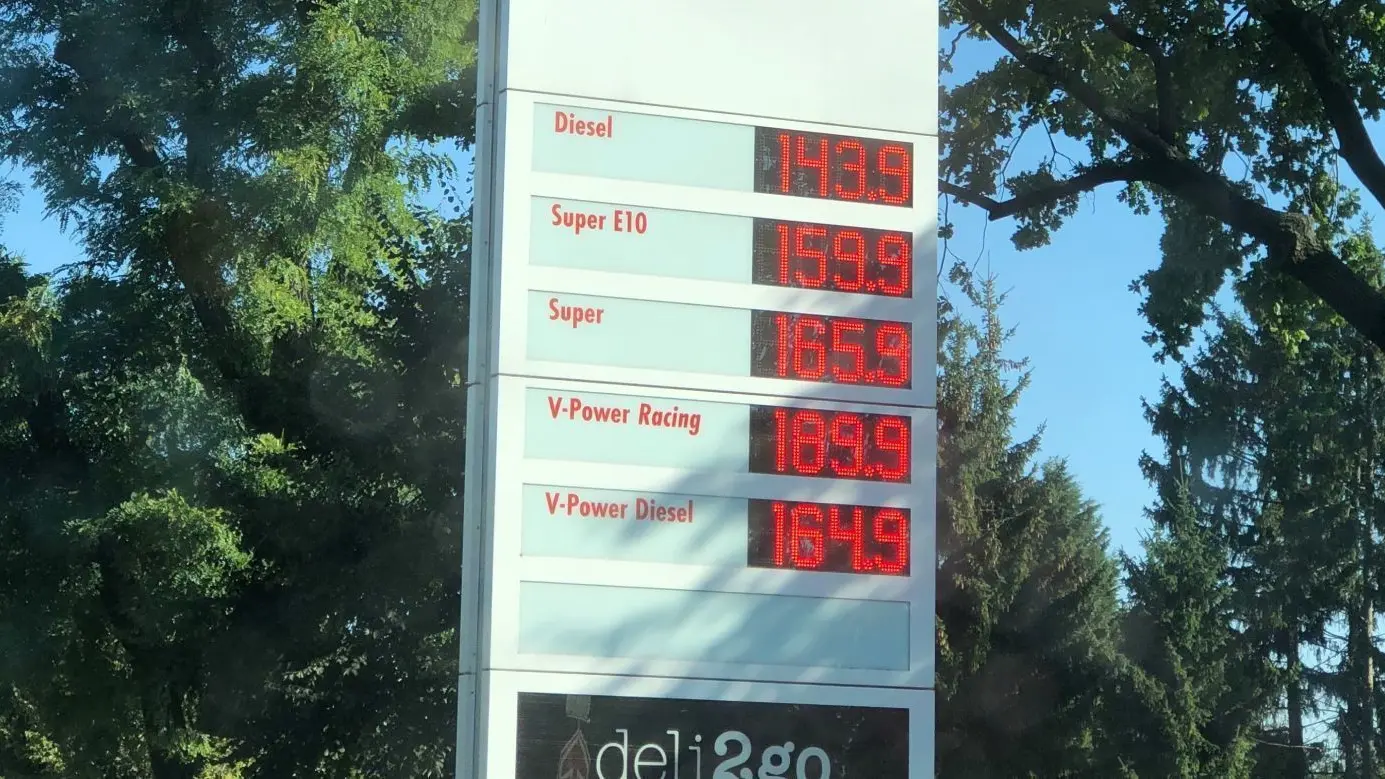 Diesel 143.9
Super E10 159.9
Super 165.9
V-Power Racing 189.9
V-Power Diesel 164.9
deli2go